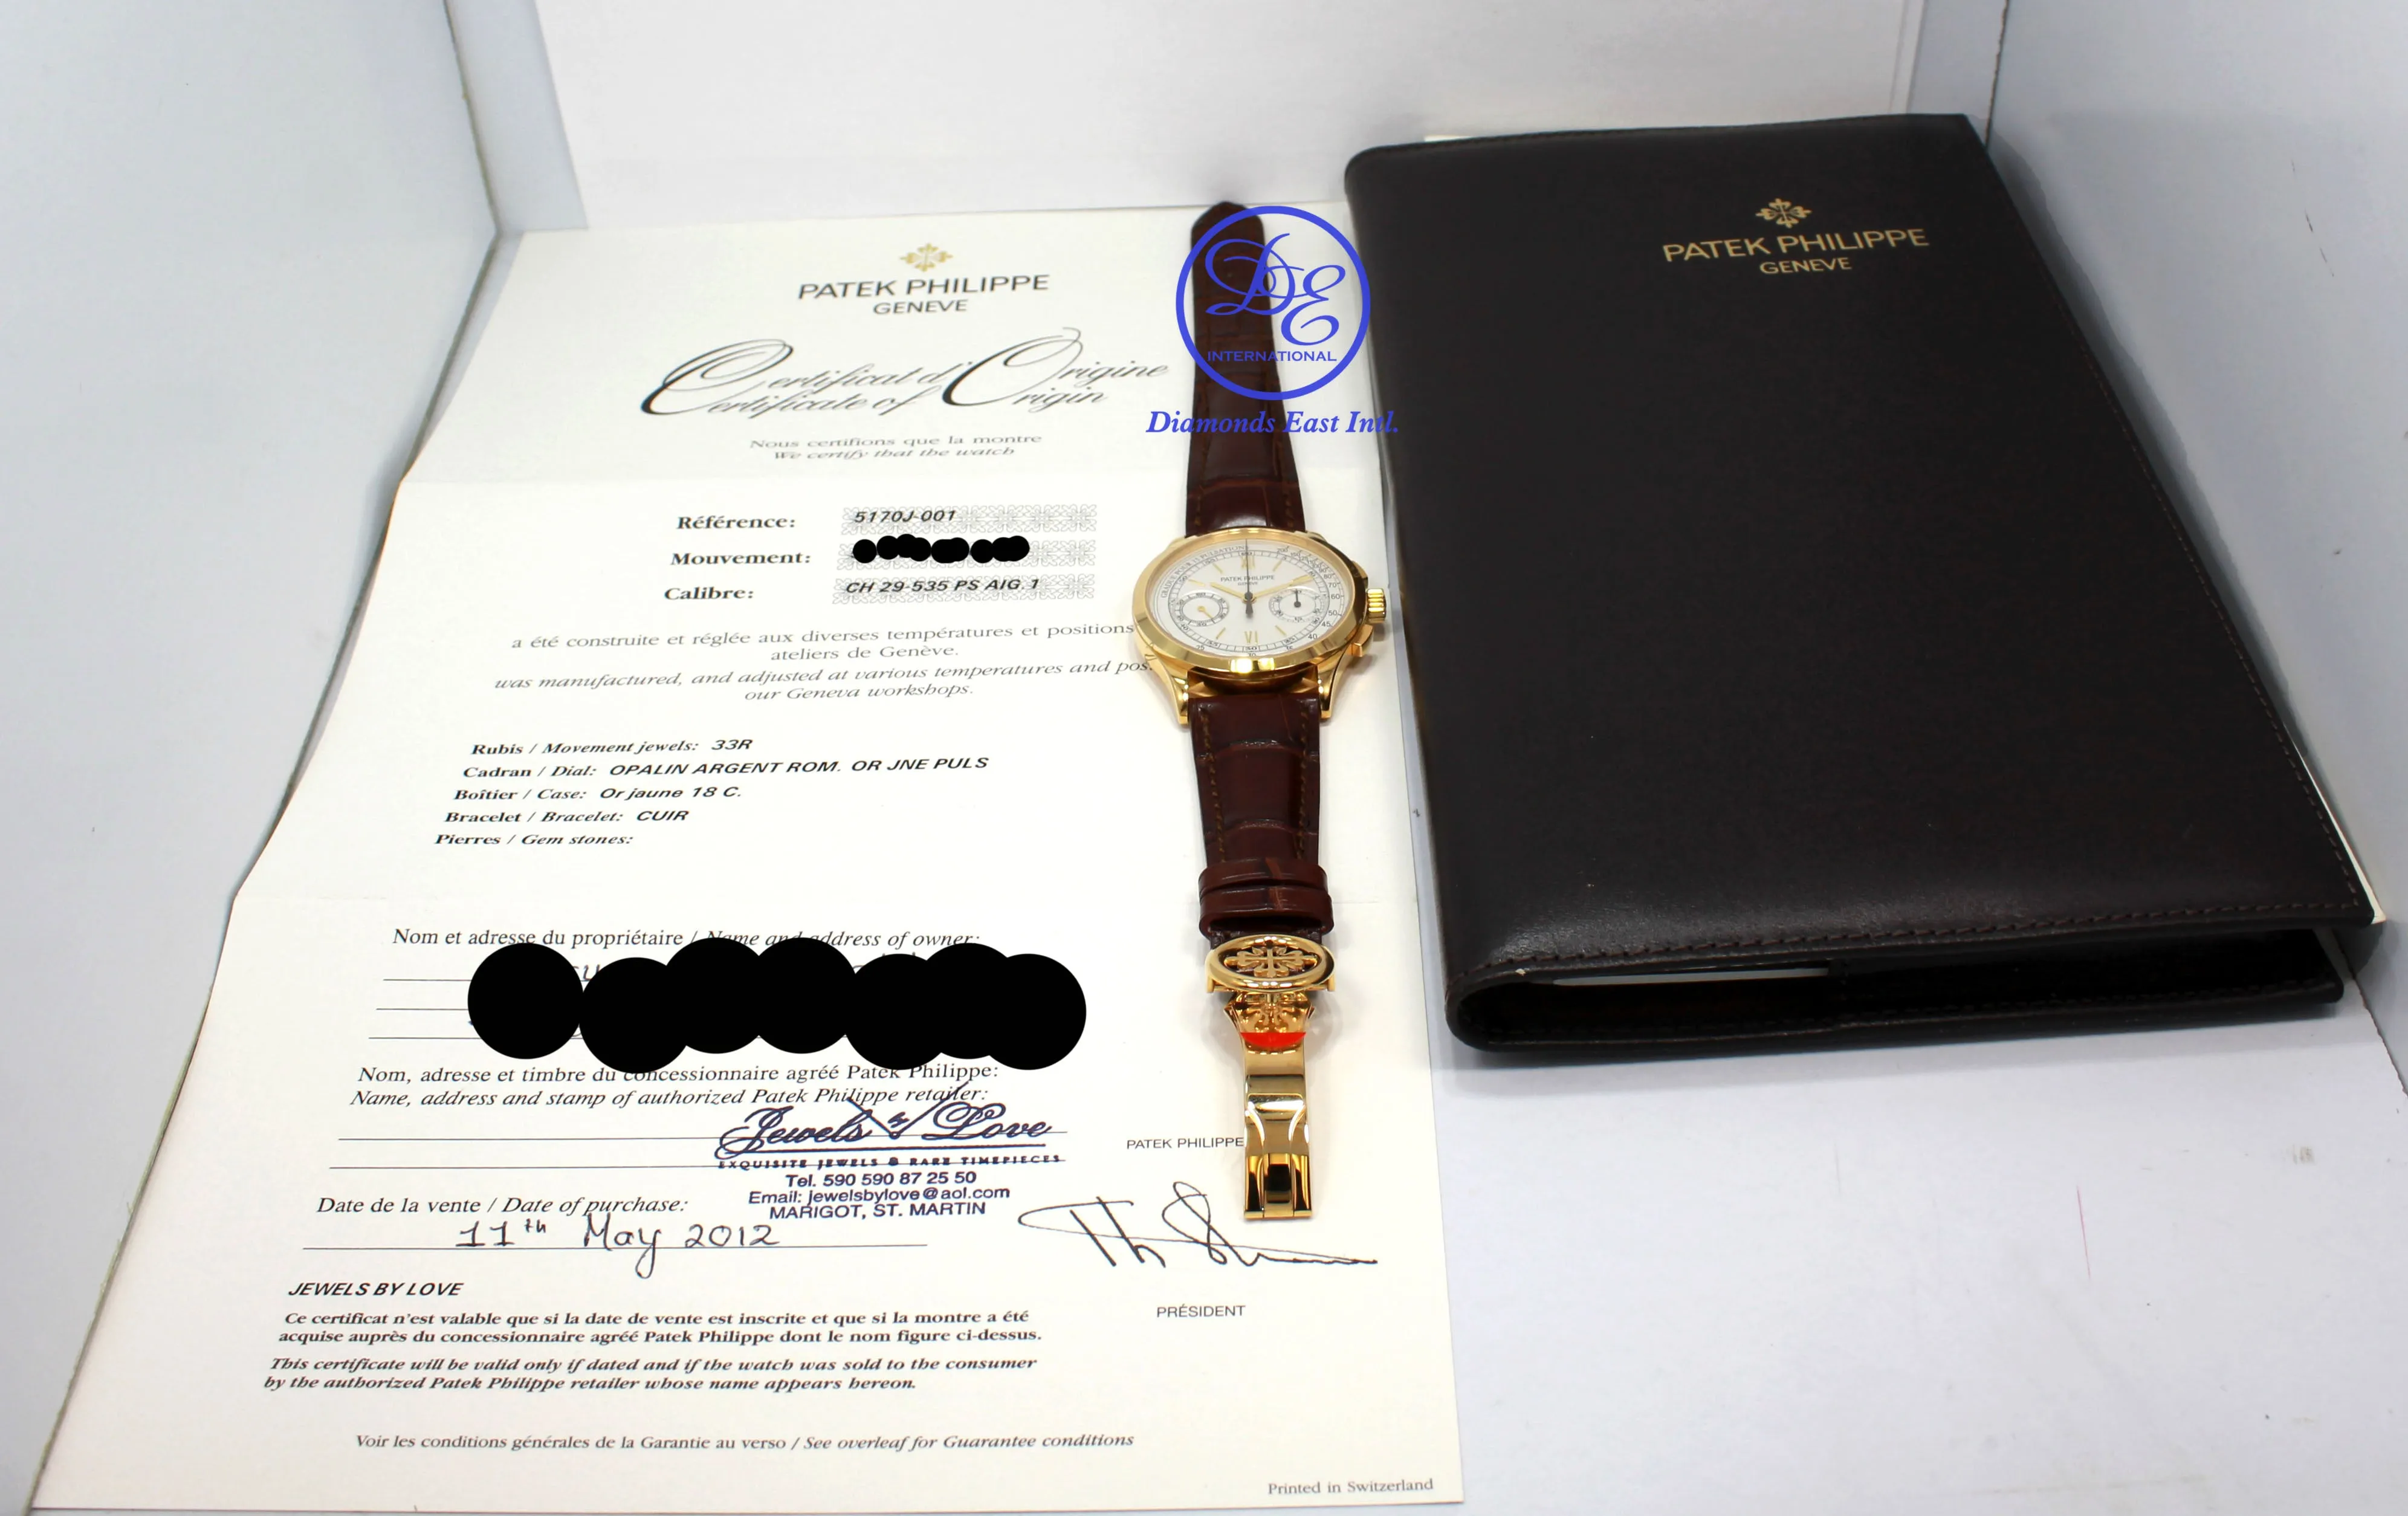 PATEK PHILIPPE
GENEVE
Certificat d'Origine
Certificate of Origin
Nous certifions que la montre
We certify that the watch
Référence: 5170J-001
Mouvement:
Calibre: CH 29-535 PS AIG.1
a été construite et réglée aux diverses températures et positions
ateliers de Genève.
was manufactured, and adjusted at various temperatures and pos
our Geneva workshops.
Rubis / Movement jewels: 33R
Cadran / Dial: OPALIN ARGENT ROM. OR JNE PULS
Boîtier / Case: Or jaune 18 C.
Bracelet / Bracelet: CUIR
Pierres / Gem stones:
Nom et adresse du propriétaire / Name and address of owner:
Nom, adresse et timbre du concessionnaire agréé Patek Philippe:
Name, address and stamp of authorized Patek Philippe retailer:
Jewels by Love
EXQUISITE JEWELS & RARE TIMEPIECES
Tel. 590 590 87 25 50
Email: jewelsbylove@aol.com
MARIGOT, ST. MARTIN
Date de la vente / Date of purchase:
11th May 2012
PATEK PHILIPPE
PRÉSIDENT
JEWELS BY LOVE
Ce certificat n'est valable que si la date de vente est inscrite et que si la montre a été
acquise auprès du concessionnaire agréé Patek Philippe dont le nom figure ci-dessus.
This certificate will be valid only if dated and if the watch was sold to the consumer
by the authorized Patek Philippe retailer whose name appears hereon.
Voir les conditions générales de la Garantie au verso / See overleaf for Guarantee conditions
Printed in Switzerland
DE
INTERNATIONAL
Diamonds East Intl.
PATEK PHILIPPE
GENEVE
VI
PATEK PHILIPPE
GENEVE